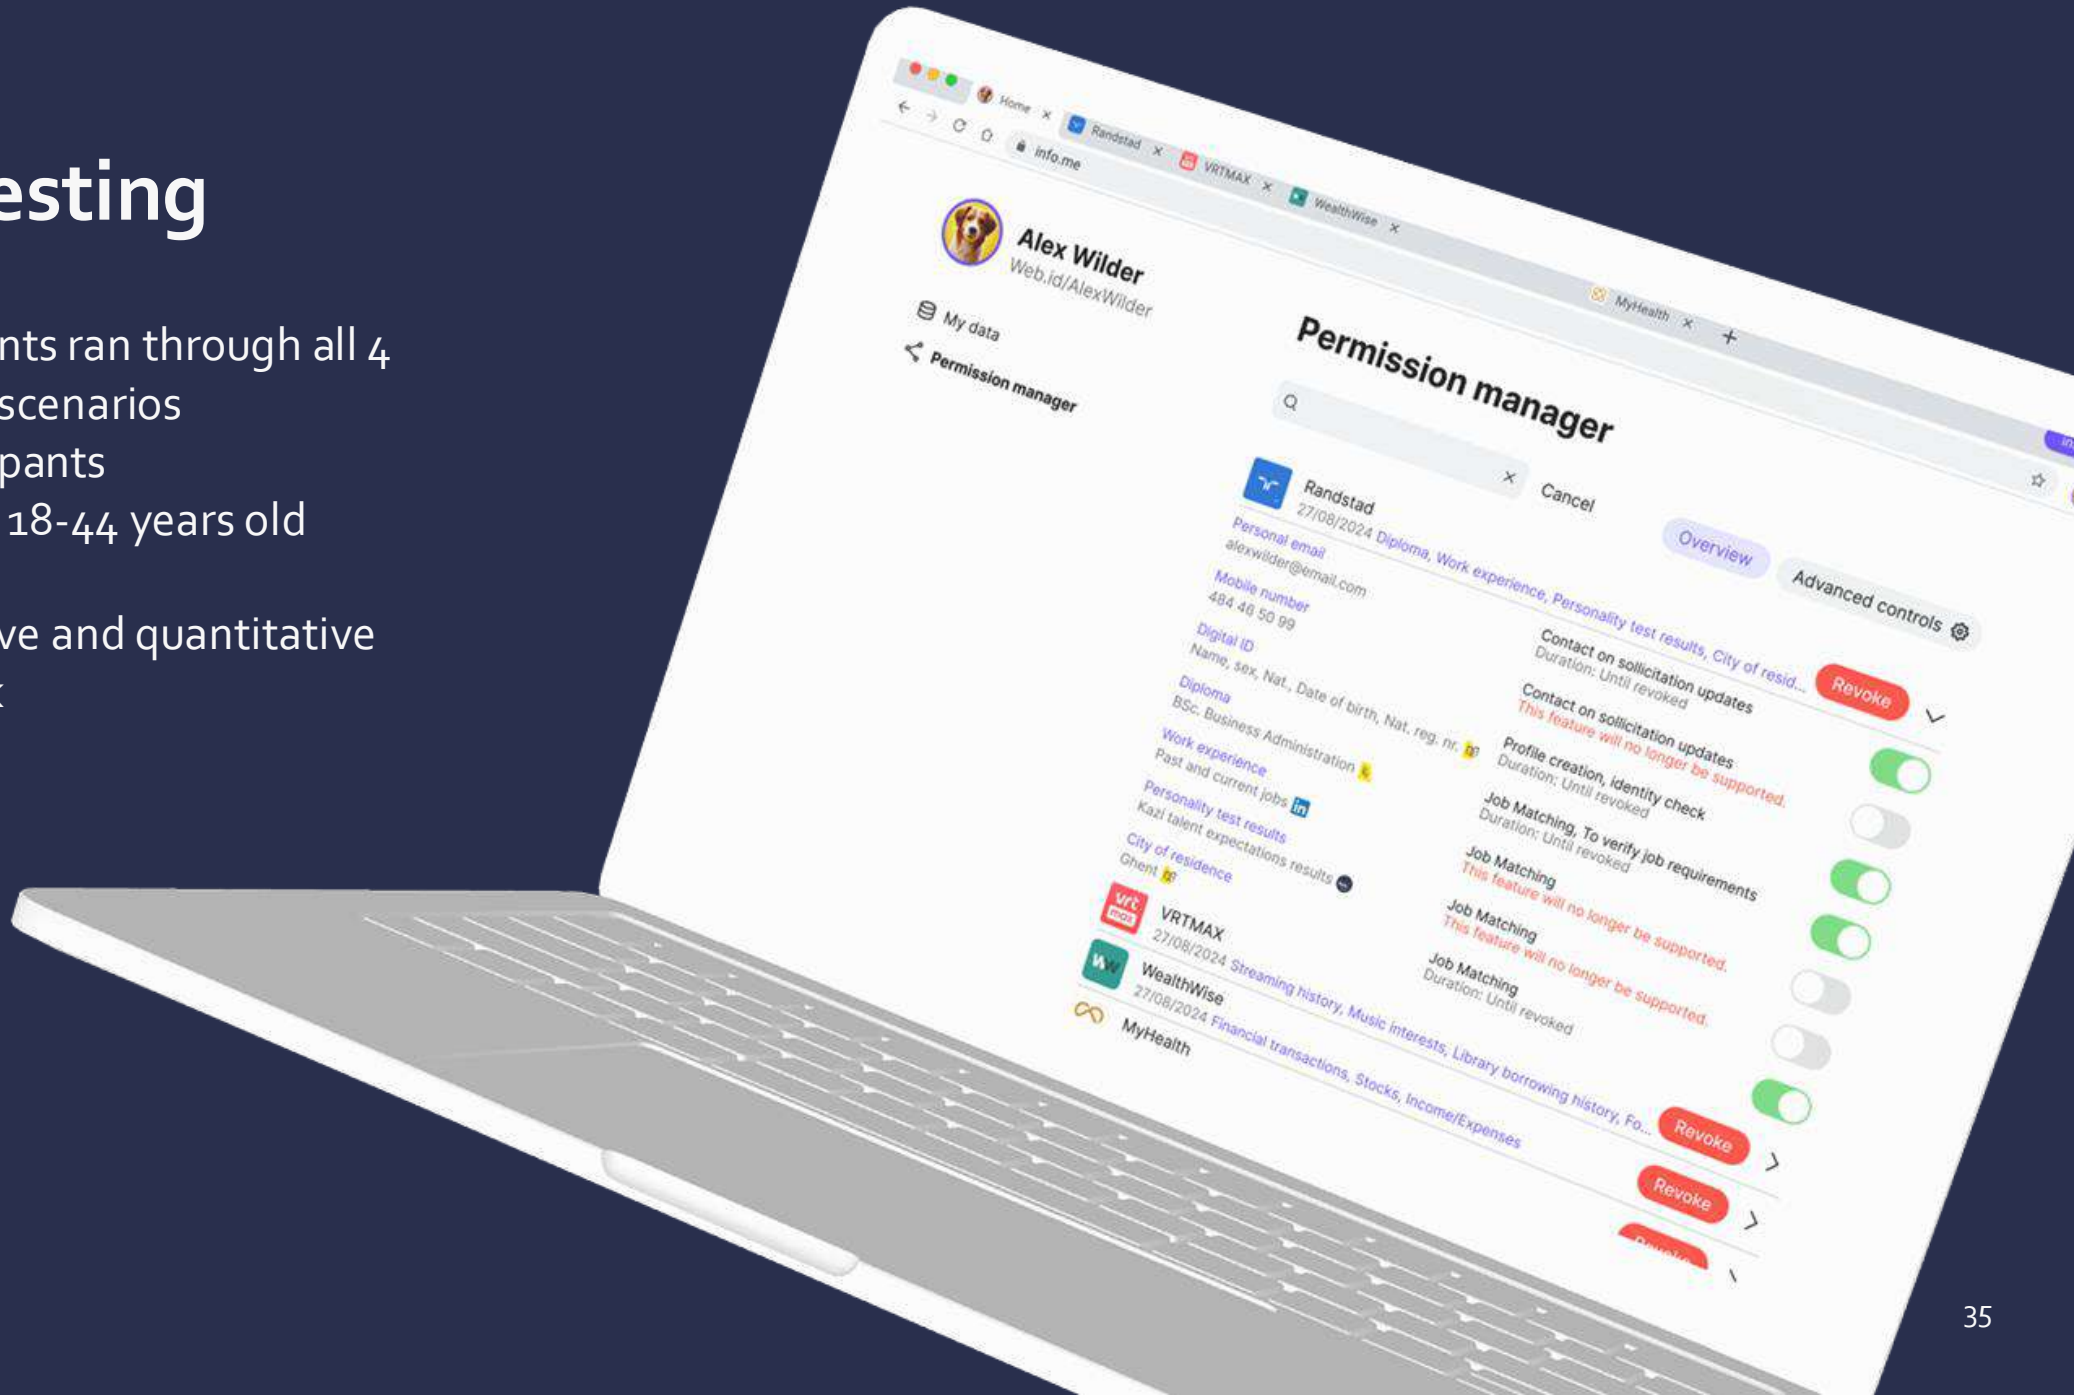 esting
nts ran through all 4
scenarios
pants
18-44 years old
ve and quantitative
Home
Randstad
VRTMAX
WealthWise
MyHealth
info.me
Alex Wilder
Web.id/AlexWilder
My data
Permission manager
Permission manager
Cancel
Overview
Advanced controls
Randstad
27/08/2024 Diploma, Work experience, Personality test results, City of resid...
Revoke
Personal email
alexwilder@email.com
Contact on sollicitation updates
Duration: Until revoked
Mobile number
484 46 50 99
Contact on sollicitation updates
This feature will no longer be supported.
Digital ID
Name, sex, Nat., Date of birth, Nat. reg. nr.
Profile creation, identity check
Duration: Until revoked
Diploma
BSc. Business Administration
Job Matching, To verify job requirements
Duration: Until revoked
Work experience
Past and current jobs in
Job Matching
This feature will no longer be supported.
Personality test results
Kazi talent expectations results
Job Matching
This feature will no longer be supported.
City of residence
Ghent
Job Matching
Duration: Until revoked
vrt
max
VRTMAX
27/08/2024 Streaming history, Music interests, Library borrowing history, Fo...
Revoke
WealthWise
27/08/2024 Financial transactions, Stocks, Income/Expenses
Revoke
MyHealth
Revoke
35